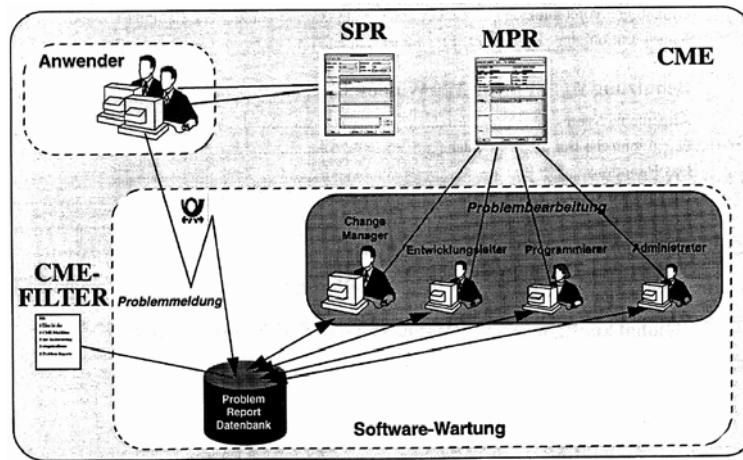 SPR
MPR
CME
Anwender
Problembearbeitung
Change
Manager
Entwicklungsleiter
Programmierer
Administrator
CME-
FILTER
Problemmeldung
Problem
Report
Datenbank
Software-Wartung